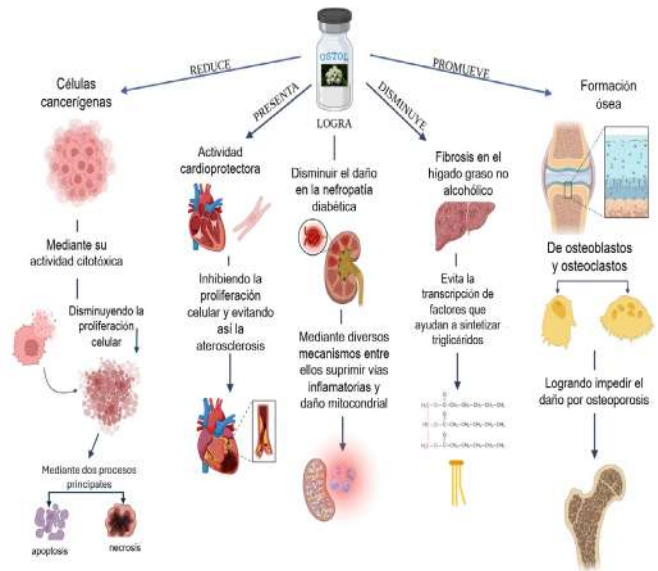 OSTOL
REDUCE
PRESENTA
LOGRA
DISMINUYE
PROMUEVE
Células
cancerígenas
Mediante su
actividad citotóxica
Disminuyendo la
proliferación
celular
Mediante dos procesos
principales
apoptosis
necrosis
Actividad
cardioprotectora
Inhibiendo la
proliferación
celular y evitando
así la
aterosclerosis
Disminuir el daño
en la nefropatía
diabética
Mediante diversos
mecanismos entre
ellos suprimir vías
inflamatorias y
daño mitocondrial
Fibrosis en el
hígado graso no
alcohólico
Evita la
transcripción de
factores que
ayudan a sintetizar
triglicéridos
Formación
ósea
De osteoblastos
y osteoclastos
Logrando impedir el
daño por osteoporosis